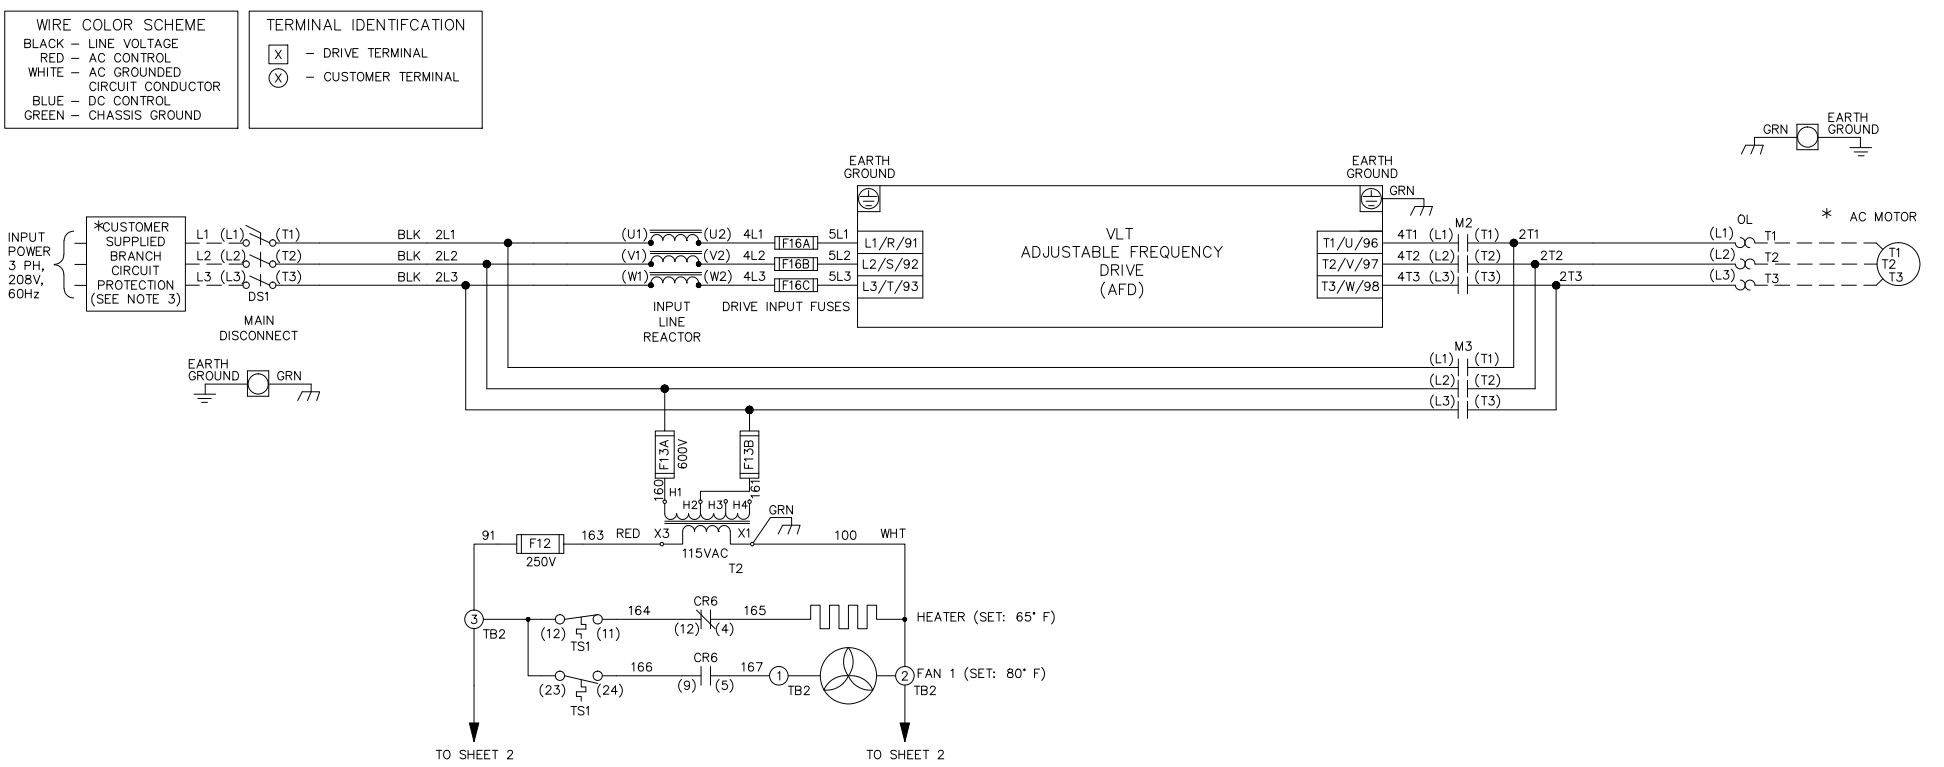 WIRE COLOR SCHEME
BLACK – LINE VOLTAGE
RED – AC CONTROL
WHITE – AC GROUNDED
CIRCUIT CONDUCTOR
BLUE – DC CONTROL
GREEN – CHASSIS GROUND
TERMINAL IDENTIFCATION
X – DRIVE TERMINAL
X – CUSTOMER TERMINAL
EARTH
GROUND
GRN
EARTH
GROUND
EARTH
GROUND
GRN
INPUT
POWER
3 PH,
208V,
60Hz
*CUSTOMER
SUPPLIED
BRANCH
CIRCUIT
PROTECTION
(SEE NOTE 3)
L1 (L1) (T1) BLK 2L1 (U1) (U2) 4L1 F16A 5L1 L1/R/91
L2 (L2) (T2) BLK 2L2 (V1) (V2) 4L2 F16B 5L2 L2/S/92
L3 (L3) (T3) BLK 2L3 (W1) (W2) 4L3 F16C 5L3 L3/T/93
DS1
MAIN
DISCONNECT
INPUT
LINE
REACTOR
DRIVE INPUT FUSES
VLT
ADJUSTABLE FREQUENCY
DRIVE
(AFD)
M2
OL
* AC MOTOR
T1/U/96 4T1 (L1) (T1) 2T1 (L1) T1 T1
T2/V/97 4T2 (L2) (T2) 2T2 (L2) T2 T2
T3/W/98 4T3 (L3) (T3) 2T3 (L3) T3 T3
M3
(L1) (T1)
(L2) (T2)
(L3) (T3)
EARTH
GROUND
GRN
F13A
600V
F13B
160
161
H1
H2 H3 H4
GRN
91 F12 163 RED X3 X1 100 WHT
250V
115VAC
T2
3
TB2
(12) (11)
TS1
164
CR6
(12) (4)
165
HEATER (SET: 65° F)
(23) (24)
TS1
166
CR6
(9) (5)
167
1
TB2
2
TB2
FAN 1 (SET: 80° F)
TO SHEET 2
TO SHEET 2